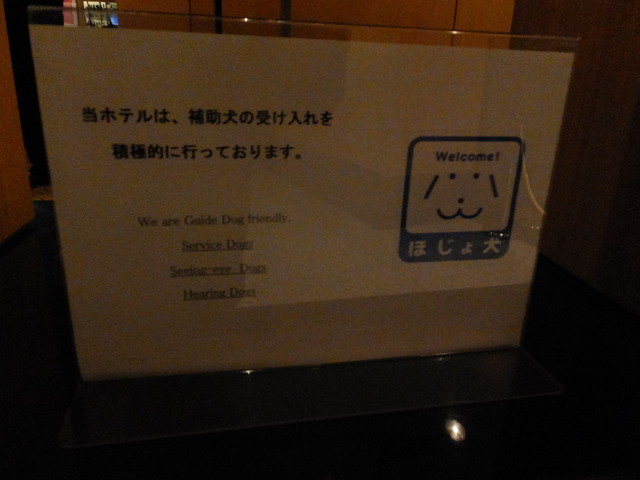 当ホテルは、補助犬の受け入れを
積極的に行っております。
We are Guide Dog friendly.
Service Dogs
Seeing-eye Dogs
Hearing Dogs
Welcome!
ほじょ犬